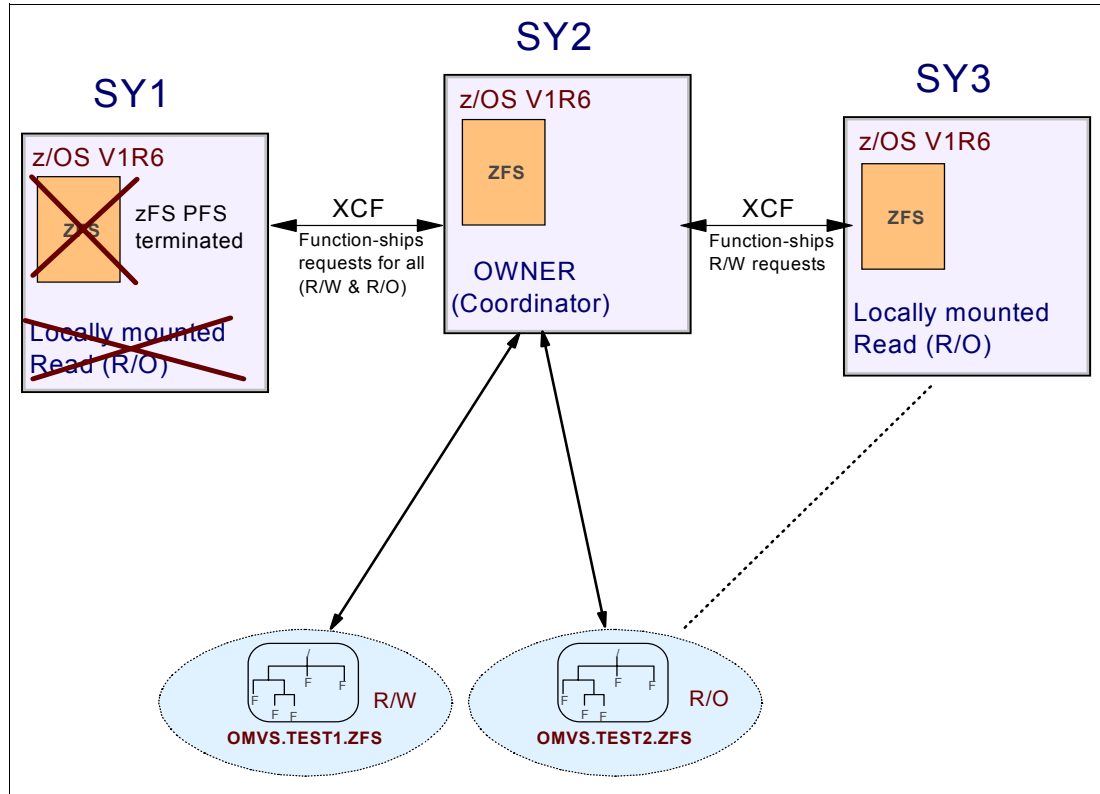 SY1
z/OS V1R6
ZFS
zFS PFS
terminated
Locally mounted
Read (R/O)
XCF
Function-ships
requests for all
(R/W & R/O)
SY2
z/OS V1R6
ZFS
OWNER
(Coordinator)
XCF
Function-ships
R/W requests
SY3
z/OS V1R6
ZFS
Locally mounted
Read (R/O)
/
F
F
F
F
F
R/W
OMVS.TEST1.ZFS
/
F
F
F
F
F
R/O
OMVS.TEST2.ZFS